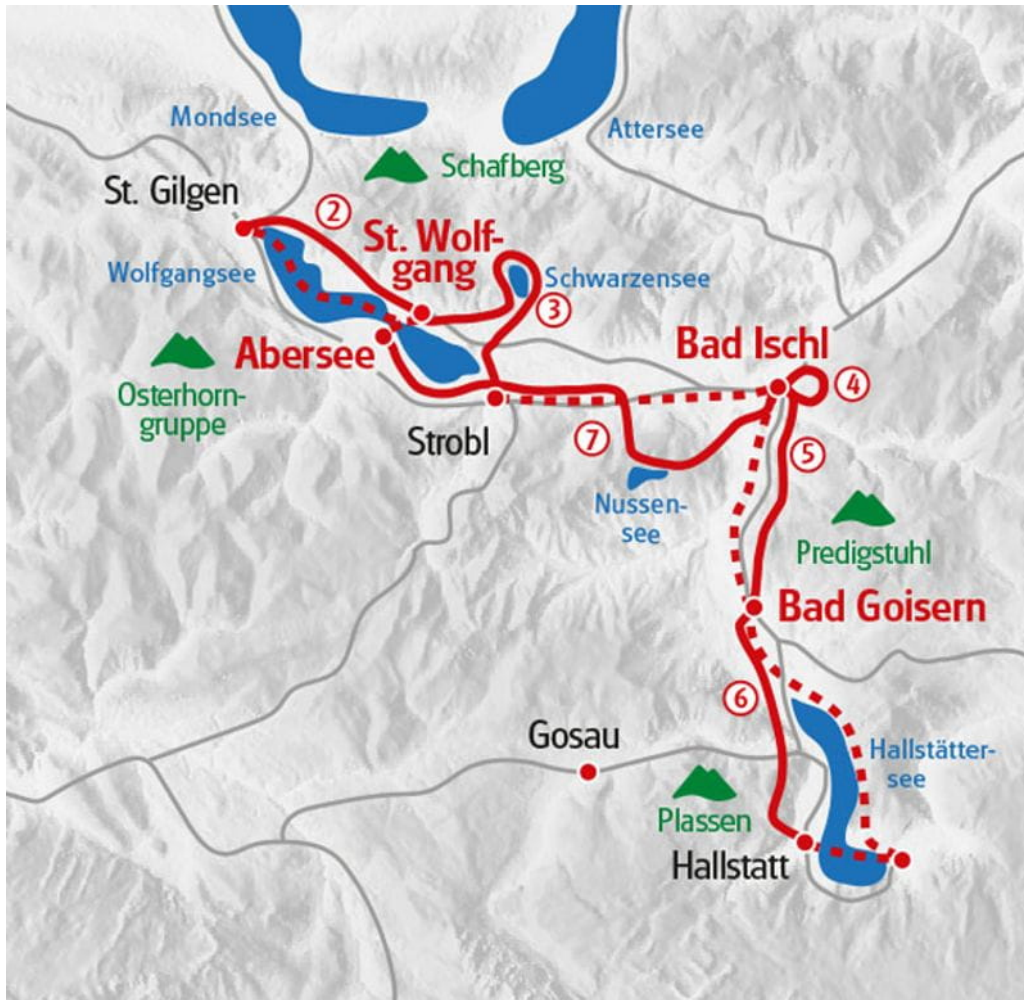 Mondsee
Attersee
Schafberg
St. Gilgen
2
St. Wolf-
gang
Wolfgangsee
Schwarzensee
3
Abersee
Bad Ischl
Osterhorn-
gruppe
4
Strobl
7
5
Nussen-
see
Predigstuhl
Bad Goisern
6
Gosau
Hallstätter-
see
Plassen
Hallstatt